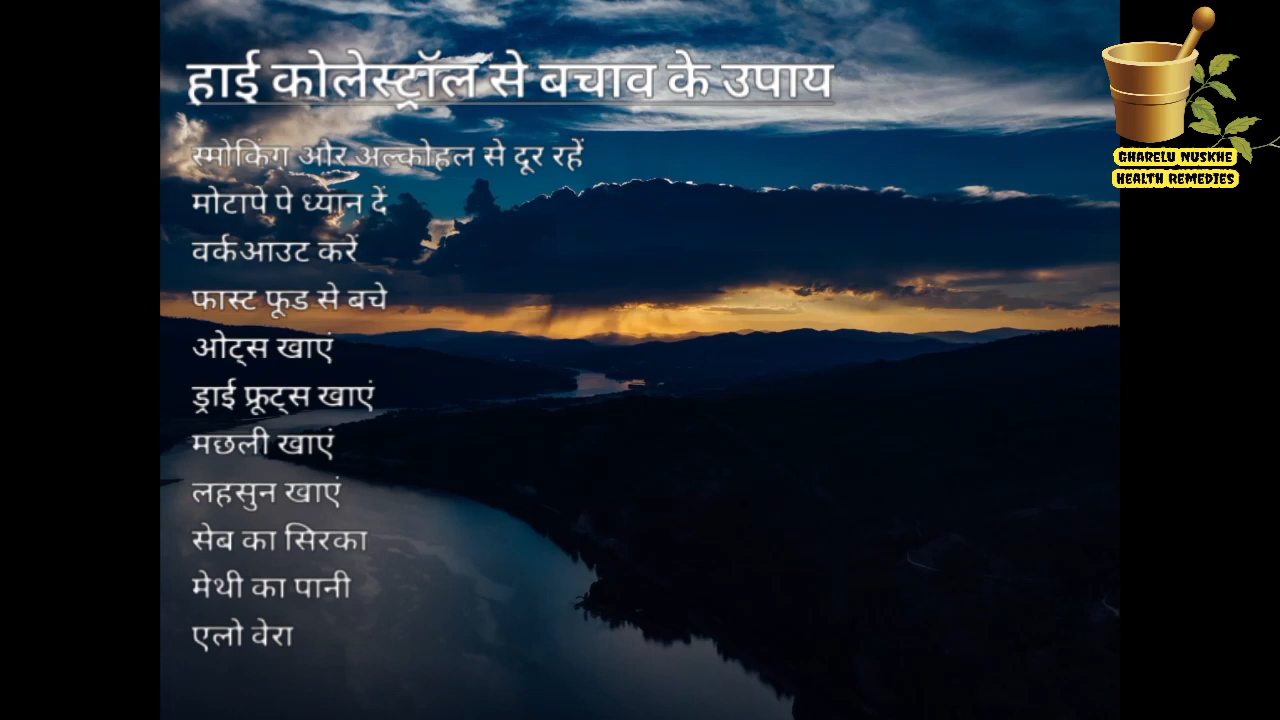 हाई कोलेस्ट्रॉल से बचाव के उपाय
स्मोकिंग और अल्कोहल से दूर रहें
मोटापे पे ध्यान दें
वर्कआउट करें
फास्ट फूड से बचे
ओट्स खाएं
ड्राई फ्रूट्स खाएं
मछली खाएं
लहसुन खाएं
सेब का सिरका
मेथी का पानी
एलो वेरा
GHARELU NUSKHE
HEALTH REMEDIES